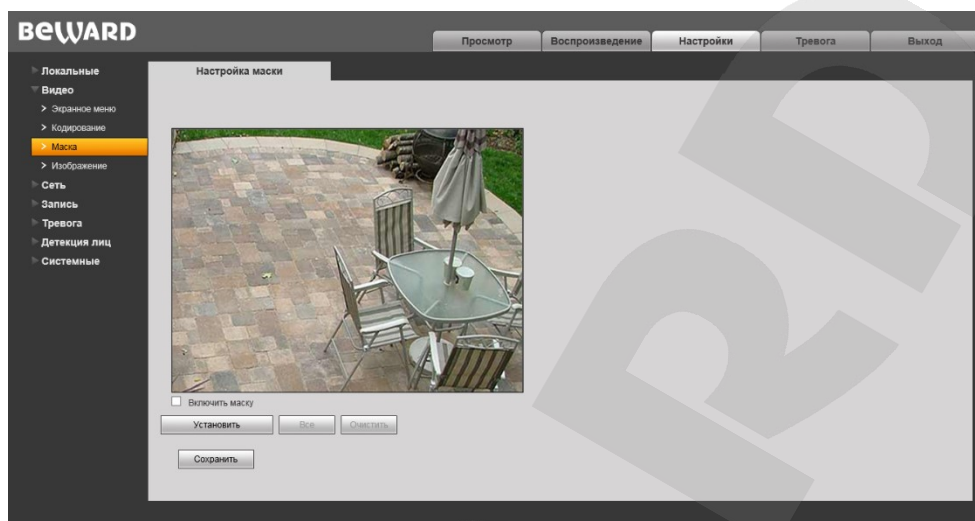 BEWARD
Просмотр Воспроизведение Настройки Тревога Выход
Локальные
Видео
Экранное меню
Кодирование
Маска
Изображение
Сеть
Запись
Тревога
Детекция лиц
Системные
Настройка маски
Включить маску
Установить Все Очистить
Сохранить